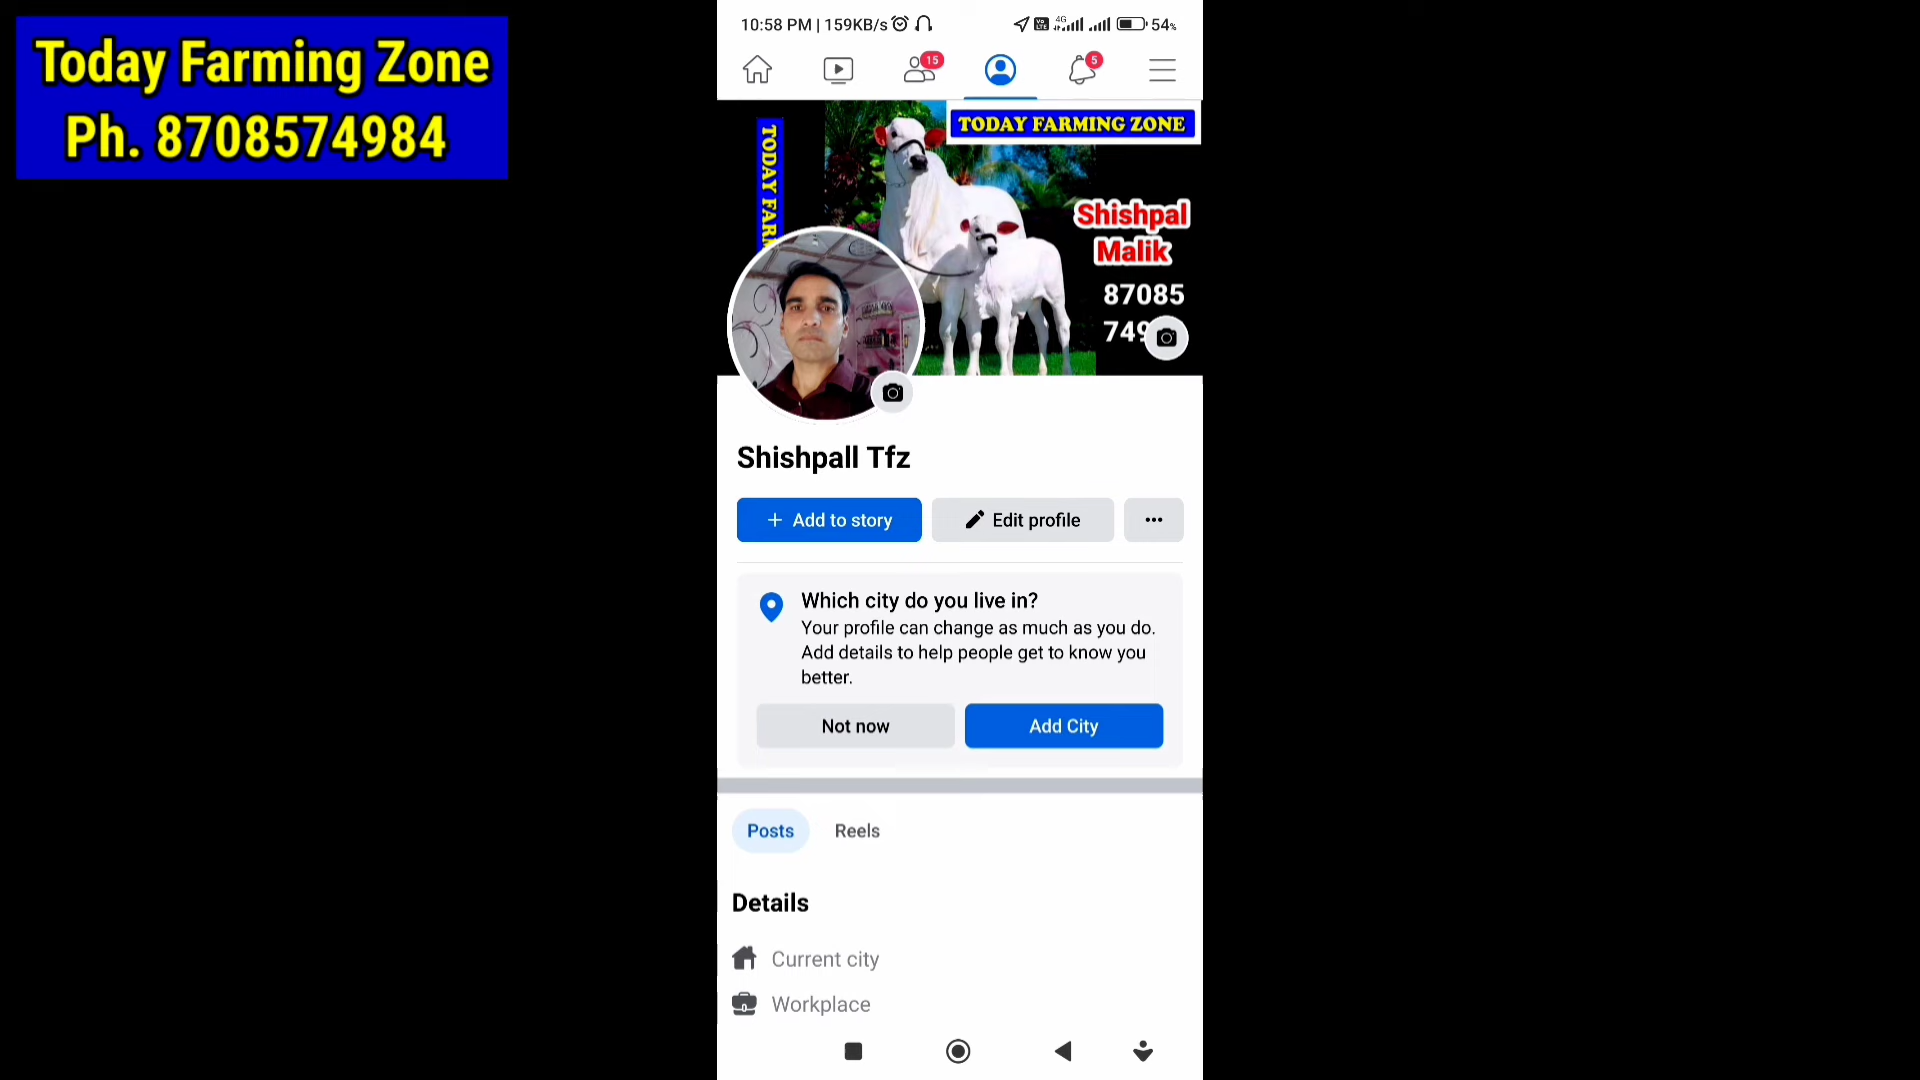 Today Farming Zone
Ph. 8708574984
10:58 PM | 159KB/s
4G
54%
15
5
TODAY FARMING ZONE
TODAY
Shishpal
Malik
87085
Shishpall Tfz
+ Add to story
Edit profile
Which city do you live in?
Your profile can change as much as you do.
Add details to help people get to know you
better.
Not now
Add City
Posts
Reels
Details
Current city
Workplace